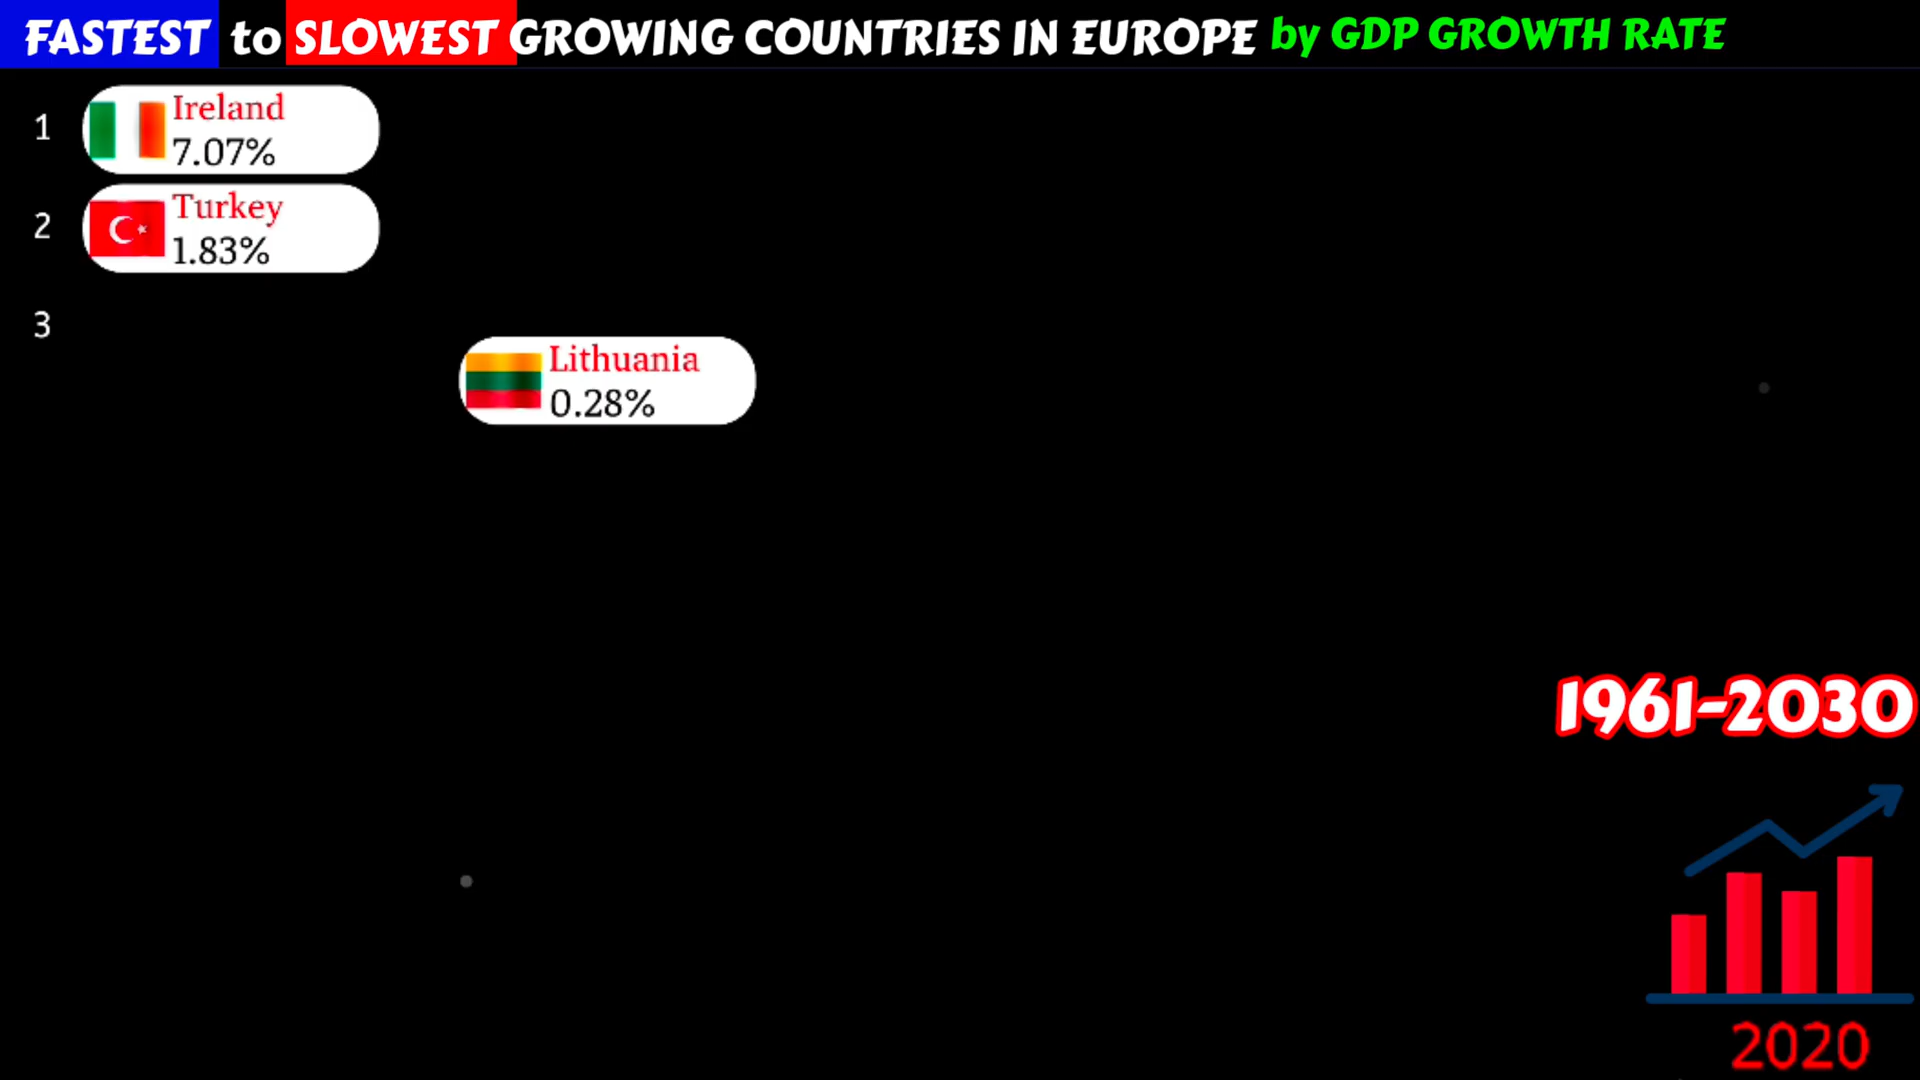 FASTEST to SLOWEST GROWING COUNTRIES IN EUROPE by GDP GROWTH RATE
1
Ireland
7.07%
2
Turkey
1.83%
3
Lithuania
0.28%
1961-2030
2020